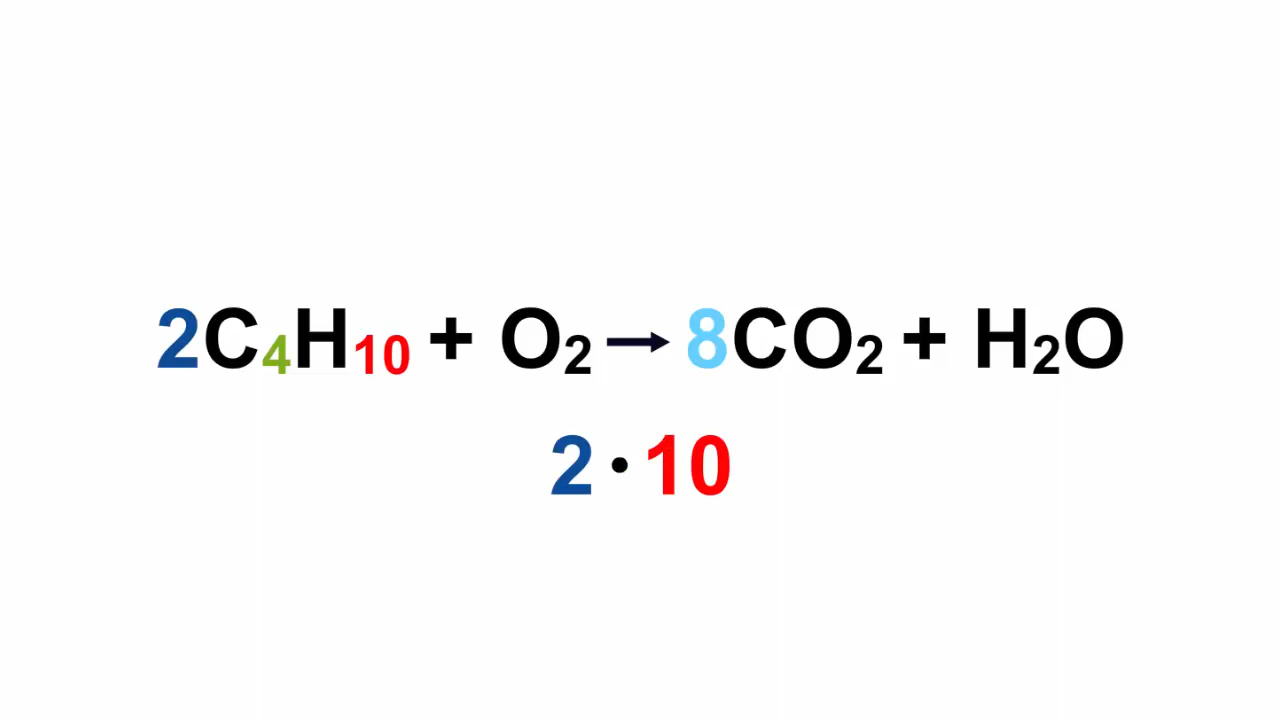 2C₄H₁₀ + O₂ → 8CO₂ + H₂O
2 · 10